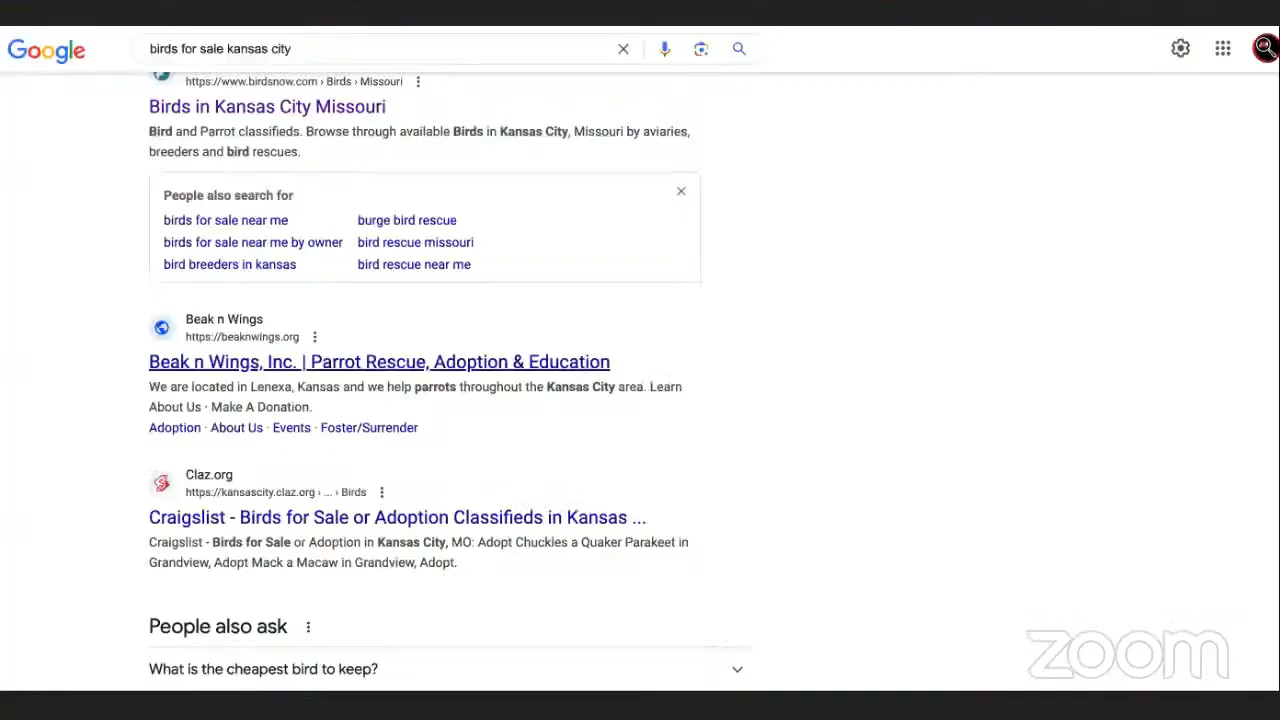 Google
birds for sale kansas city
https://www.birdsnow.com › Birds › Missouri
Birds in Kansas City Missouri
Bird and Parrot classifieds. Browse through available Birds in Kansas City, Missouri by aviaries,
breeders and bird rescues.
People also search for
birds for sale near me
burge bird rescue
birds for sale near me by owner
bird rescue missouri
bird breeders in kansas
bird rescue near me
Beak n Wings
https://beaknwings.org
Beak n Wings, Inc. | Parrot Rescue, Adoption & Education
We are located in Lenexa, Kansas and we help parrots throughout the Kansas City area. Learn
About Us · Make A Donation.
Adoption · About Us · Events · Foster/Surrender
Claz.org
https://kansascity.claz.org › ... › Birds
Craigslist - Birds for Sale or Adoption Classifieds in Kansas ...
Craigslist - Birds for Sale or Adoption in Kansas City, MO: Adopt Chuckles a Quaker Parakeet in
Grandview, Adopt Mack a Macaw in Grandview, Adopt.
People also ask
What is the cheapest bird to keep?
zoom